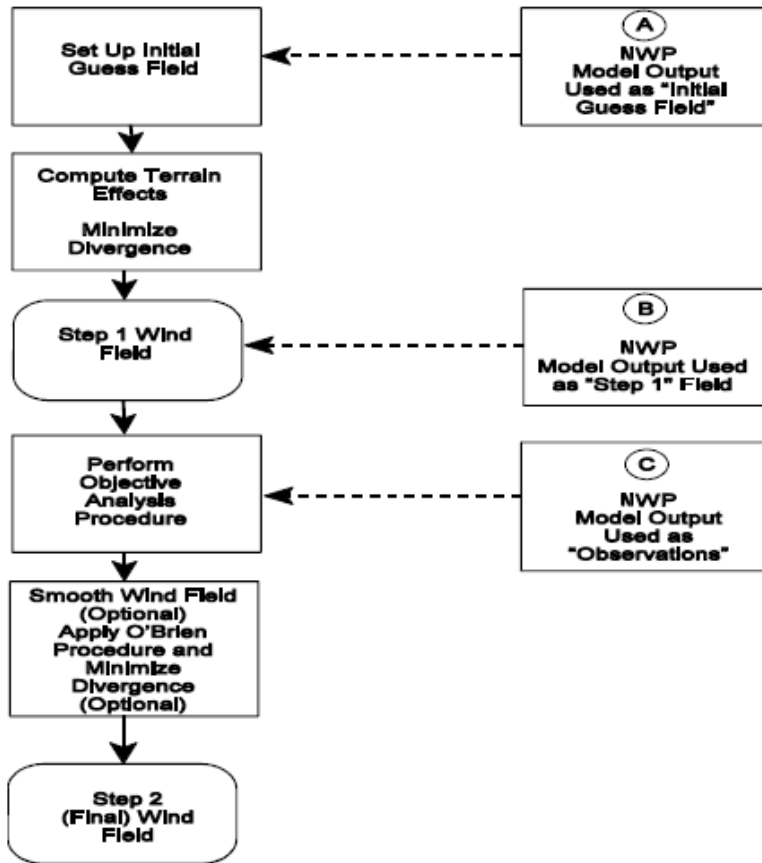 Set Up Initial
Guess Field
A
NWP
Model Output
Used as "Initial
Guess Field"
Compute Terrain
Effects
Minimize
Divergence
Step 1 Wind
Field
B
NWP
Model Output Used
as "Step 1" Field
Perform
Objective
Analysis
Procedure
C
NWP
Model Output
Used as
"Observations"
Smooth Wind Field
(Optional)
Apply O'Brien
Procedure and
Minimize
Divergence
(Optional)
Step 2
(Final) Wind
Field